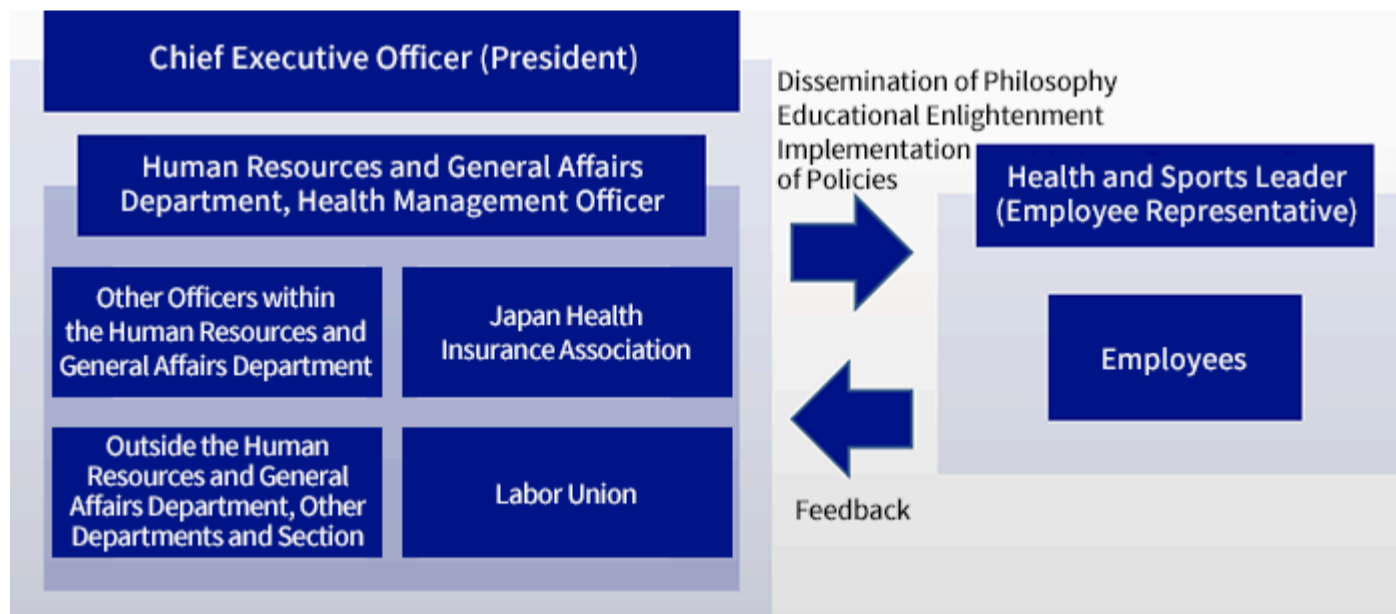 Chief Executive Officer (President)
Human Resources and General Affairs
Department, Health Management Officer
Other Officers within
the Human Resources and
General Affairs Department
Japan Health
Insurance Association
Outside the Human
Resources and General
Affairs Department, Other
Departments and Section
Labor Union
Dissemination of Philosophy
Educational Enlightenment
Implementation
of Policies
Feedback
Health and Sports Leader
(Employee Representative)
Employees